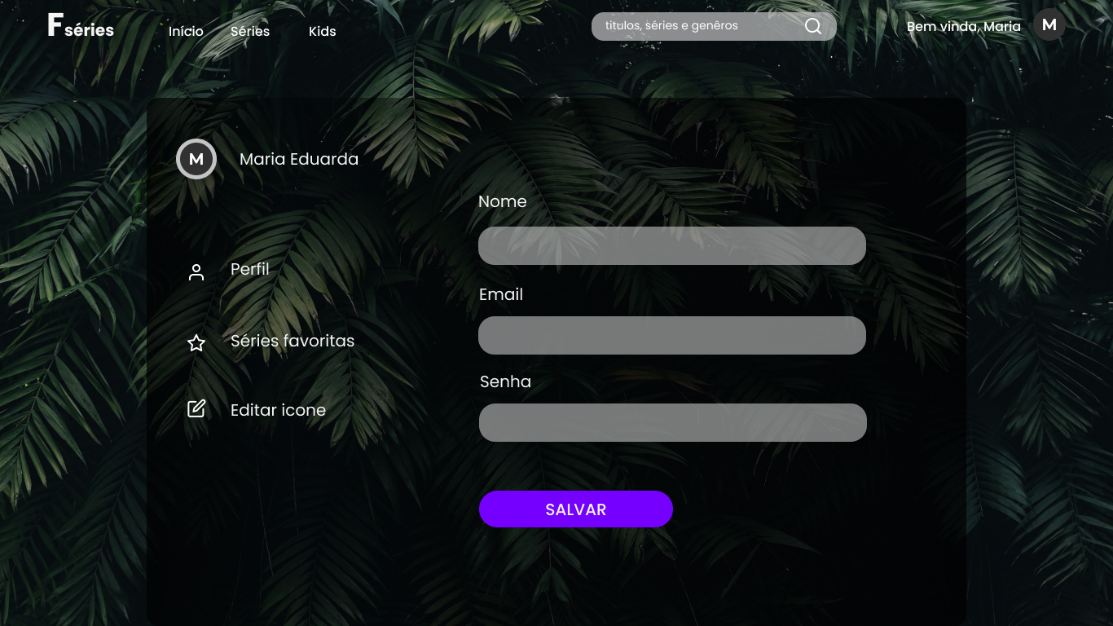 Fséries
Início Séries Kids
titulos, séries e genêros
Bem vinda, Maria M
M Maria Eduarda
Perfil
Séries favoritas
Editar icone
Nome
Email
Senha
SALVAR